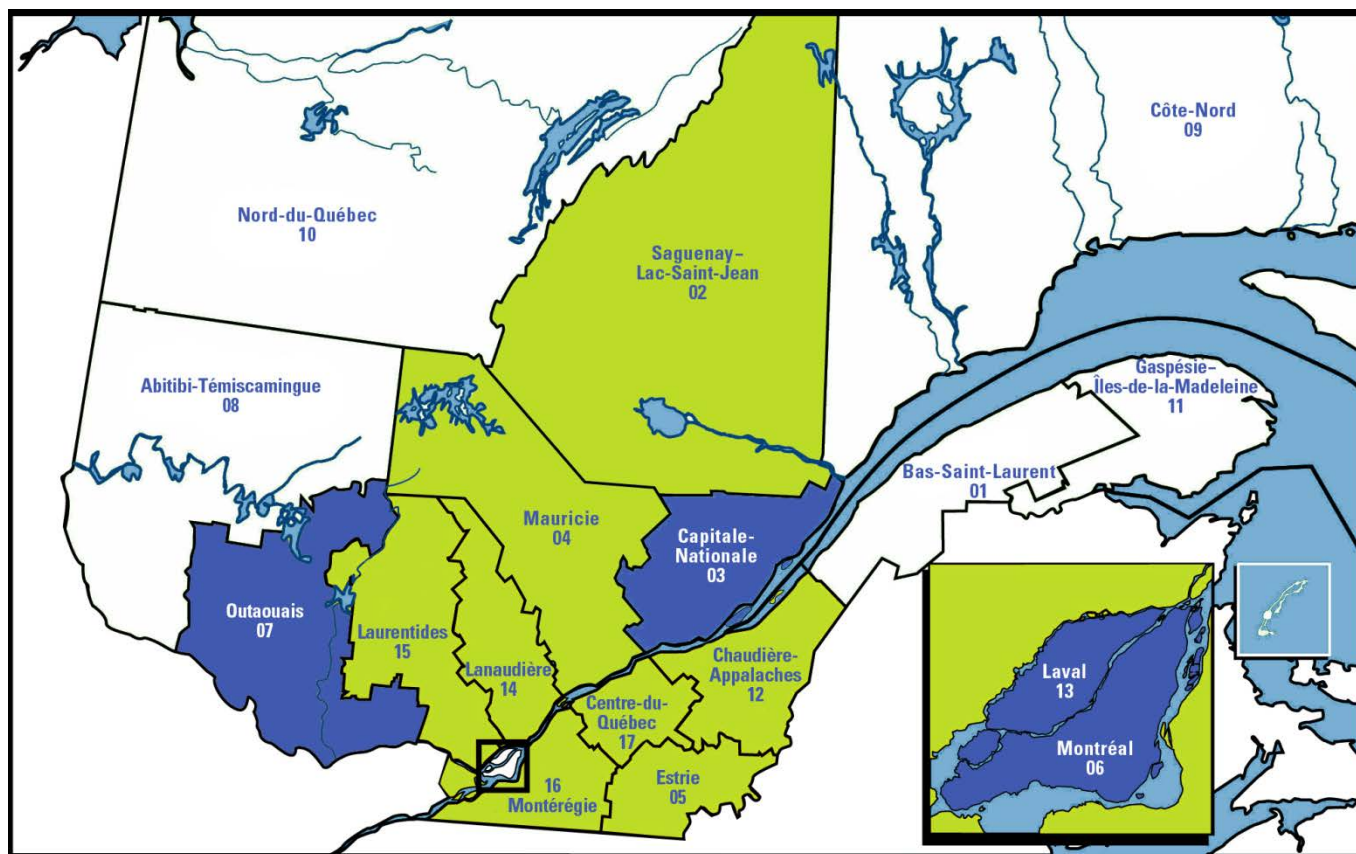 Côte-Nord
09
Nord-du-Québec
10
Saguenay–
Lac-Saint-Jean
02
Abitibi-Témiscamingue
08
Gaspésie–
Îles-de-la-Madeleine
11
Bas-Saint-Laurent
01
Mauricie
04
Capitale-
Nationale
03
Outaouais
07
Laurentides
15
Lanaudière
14
Chaudière-
Appalaches
12
Centre-du-
Québec
17
Estrie
05
16
Montérégie
Laval
13
Montréal
06